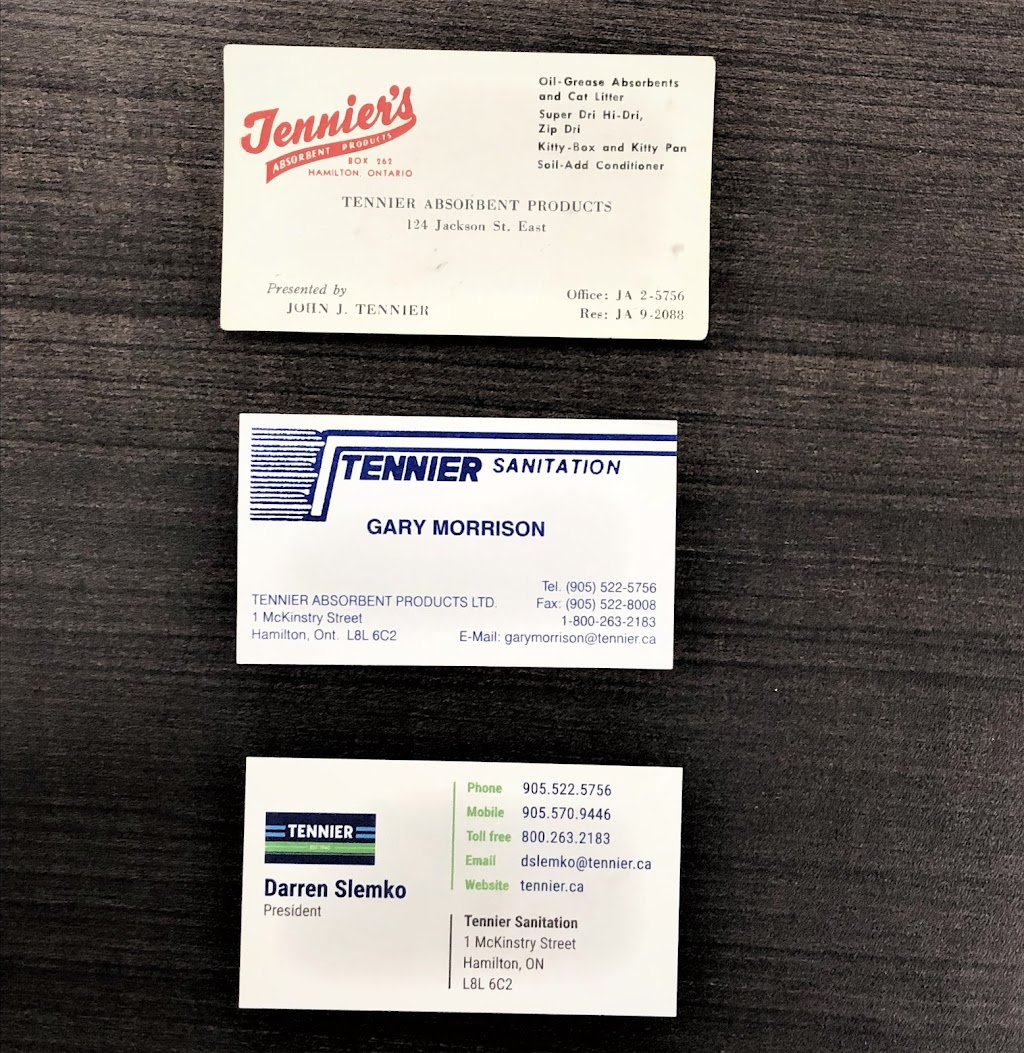 Tennier's
ABSORBENT PRODUCTS
BOX 262
HAMILTON, ONTARIO
Oil-Grease Absorbents
and Cat Litter
Super Dri Hi-Dri,
Zip Dri
Kitty-Box and Kitty Pan
Soil-Add Conditioner
TENNIER ABSORBENT PRODUCTS
124 Jackson St. East
Presented by
JOHN J. TENNIER
Office: JA 2-5756
Res: JA 9-2088
TENNIER SANITATION
GARY MORRISON
TENNIER ABSORBENT PRODUCTS LTD.
1 McKinstry Street
Hamilton, Ont. L8L 6C2
Tel. (905) 522-5756
Fax: (905) 522-8008
1-800-263-2183
E-Mail: garymorrison@tennier.ca
TENNIER
Darren Slemko
President
Phone 905.522.5756
Mobile 905.570.9446
Toll free 800.263.2183
Email dslemko@tennier.ca
Website tennier.ca
Tennier Sanitation
1 McKinstry Street
Hamilton, ON
L8L 6C2